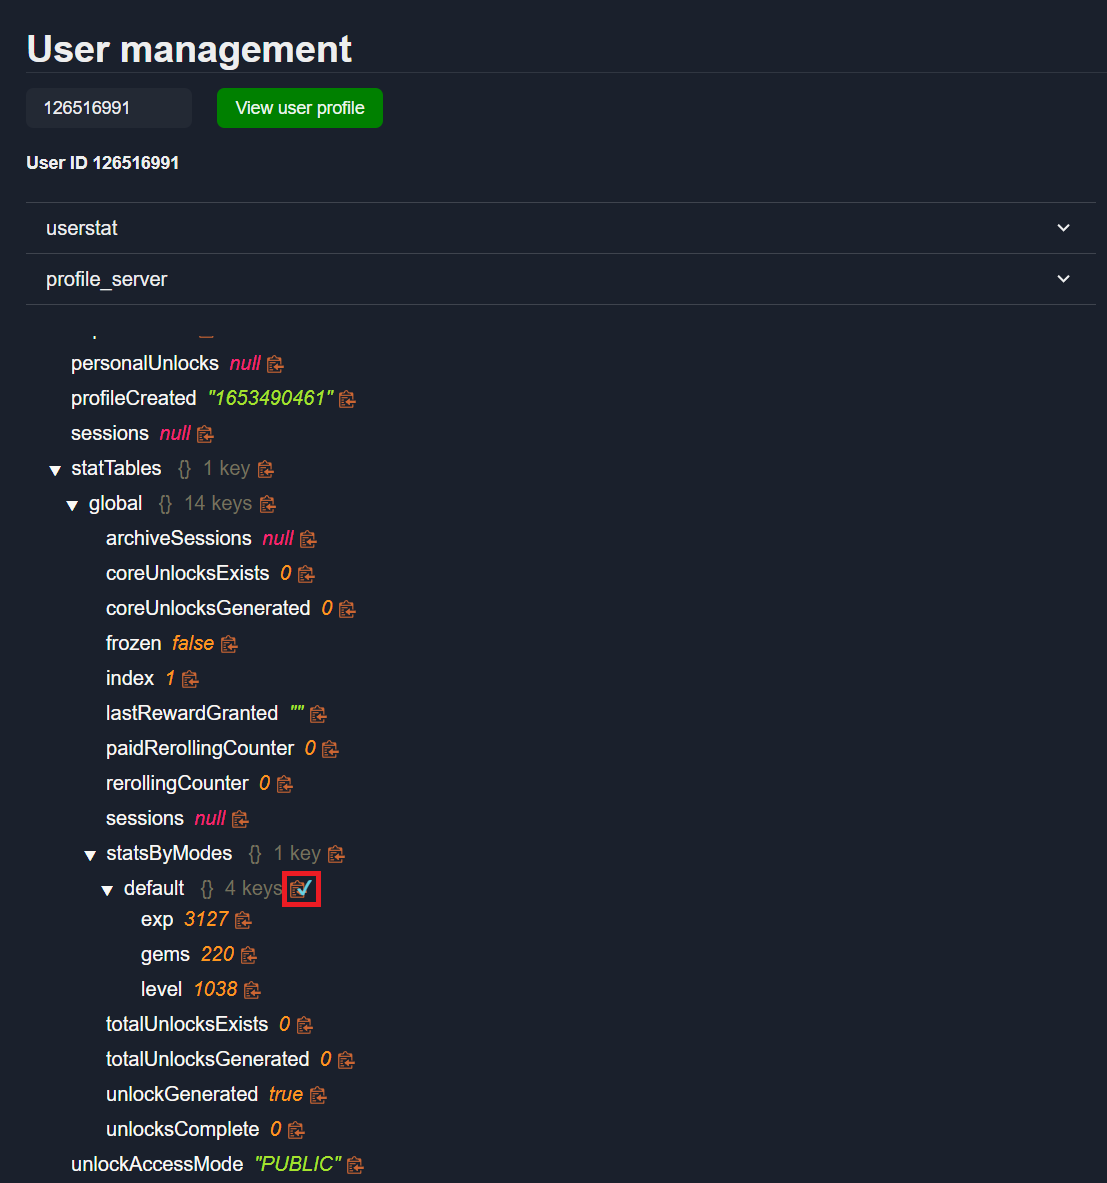 User management
126516991
View user profile
User ID 126516991
userstat
profile_server
personalUnlocks null
profileCreated "1653490461"
sessions null
statTables {} 1 key
global {} 14 keys
archiveSessions null
coreUnlocksExists 0
coreUnlocksGenerated 0
frozen false
index 1
lastRewardGranted ""
paidRerollingCounter 0
rerollingCounter 0
sessions null
statsByModes {} 1 key
default {} 4 keys
exp 3127
gems 220
level 1038
totalUnlocksExists 0
totalUnlocksGenerated 0
unlockGenerated true
unlocksComplete 0
unlockAccessMode "PUBLIC"